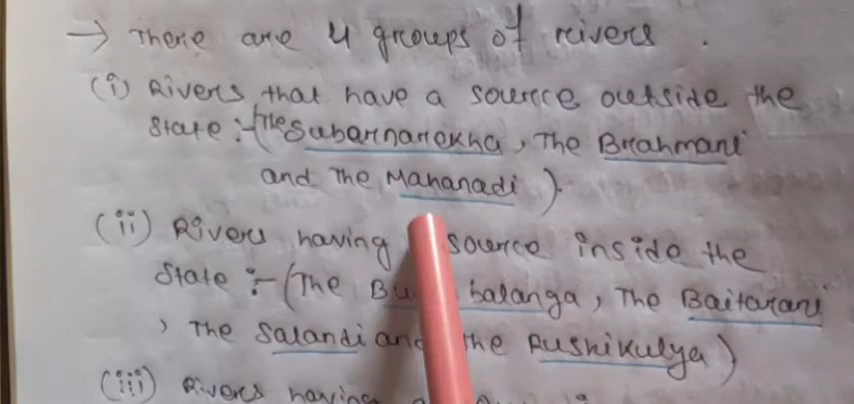 → There are 4 groups of rivers.
(i) Rivers that have a source outside the
State :- (The Subarnarekha, The Brahmani
and The Mahanadi).
(ii) Rivers having source inside the
State :- (The balanga, The Baitarani
, The Salandi and the Rushikulya)
(iii) Rivers having